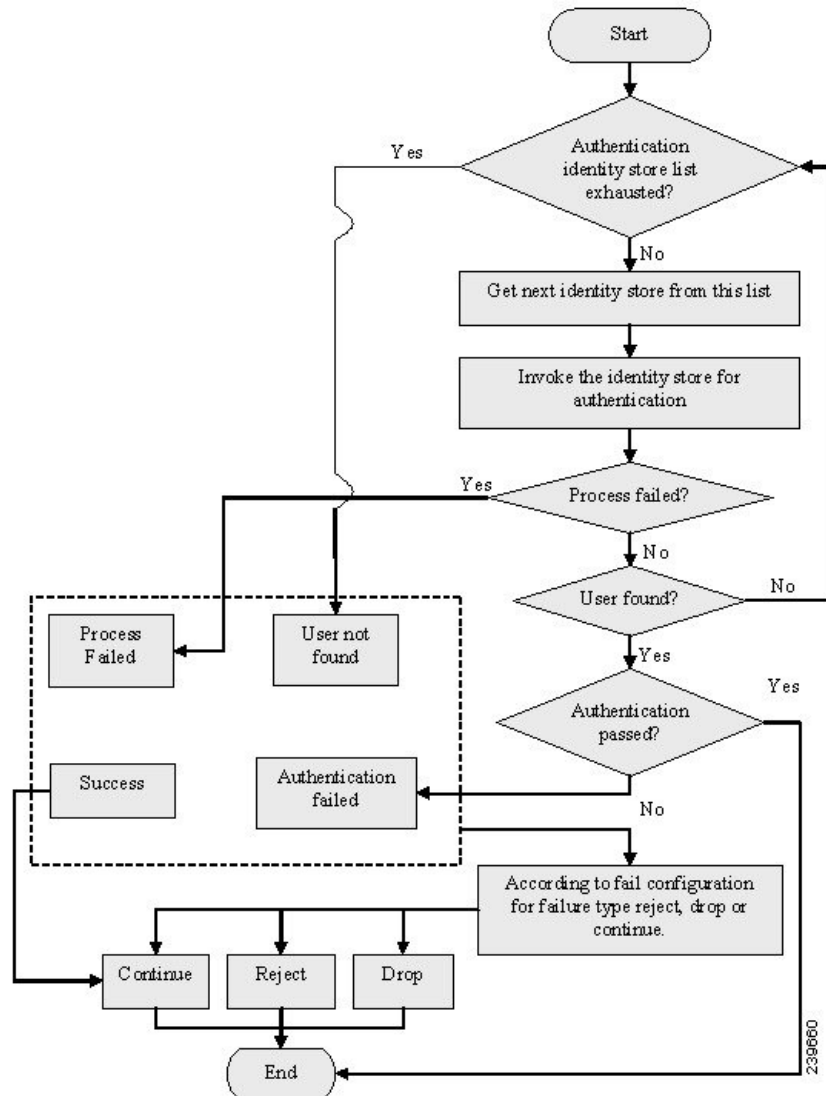 Start
Authentication
identity store list
exhausted?
Yes
No
Get next identity store from this list
Invoke the identity store for
authentication
Process failed?
Yes
No
User found?
No
Yes
Authentication
passed?
Yes
No
Process
Failed
User not
found
Success
Authentication
failed
According to fail configuration
for failure type reject, drop or
continue.
Continue
Reject
Drop
End
239660